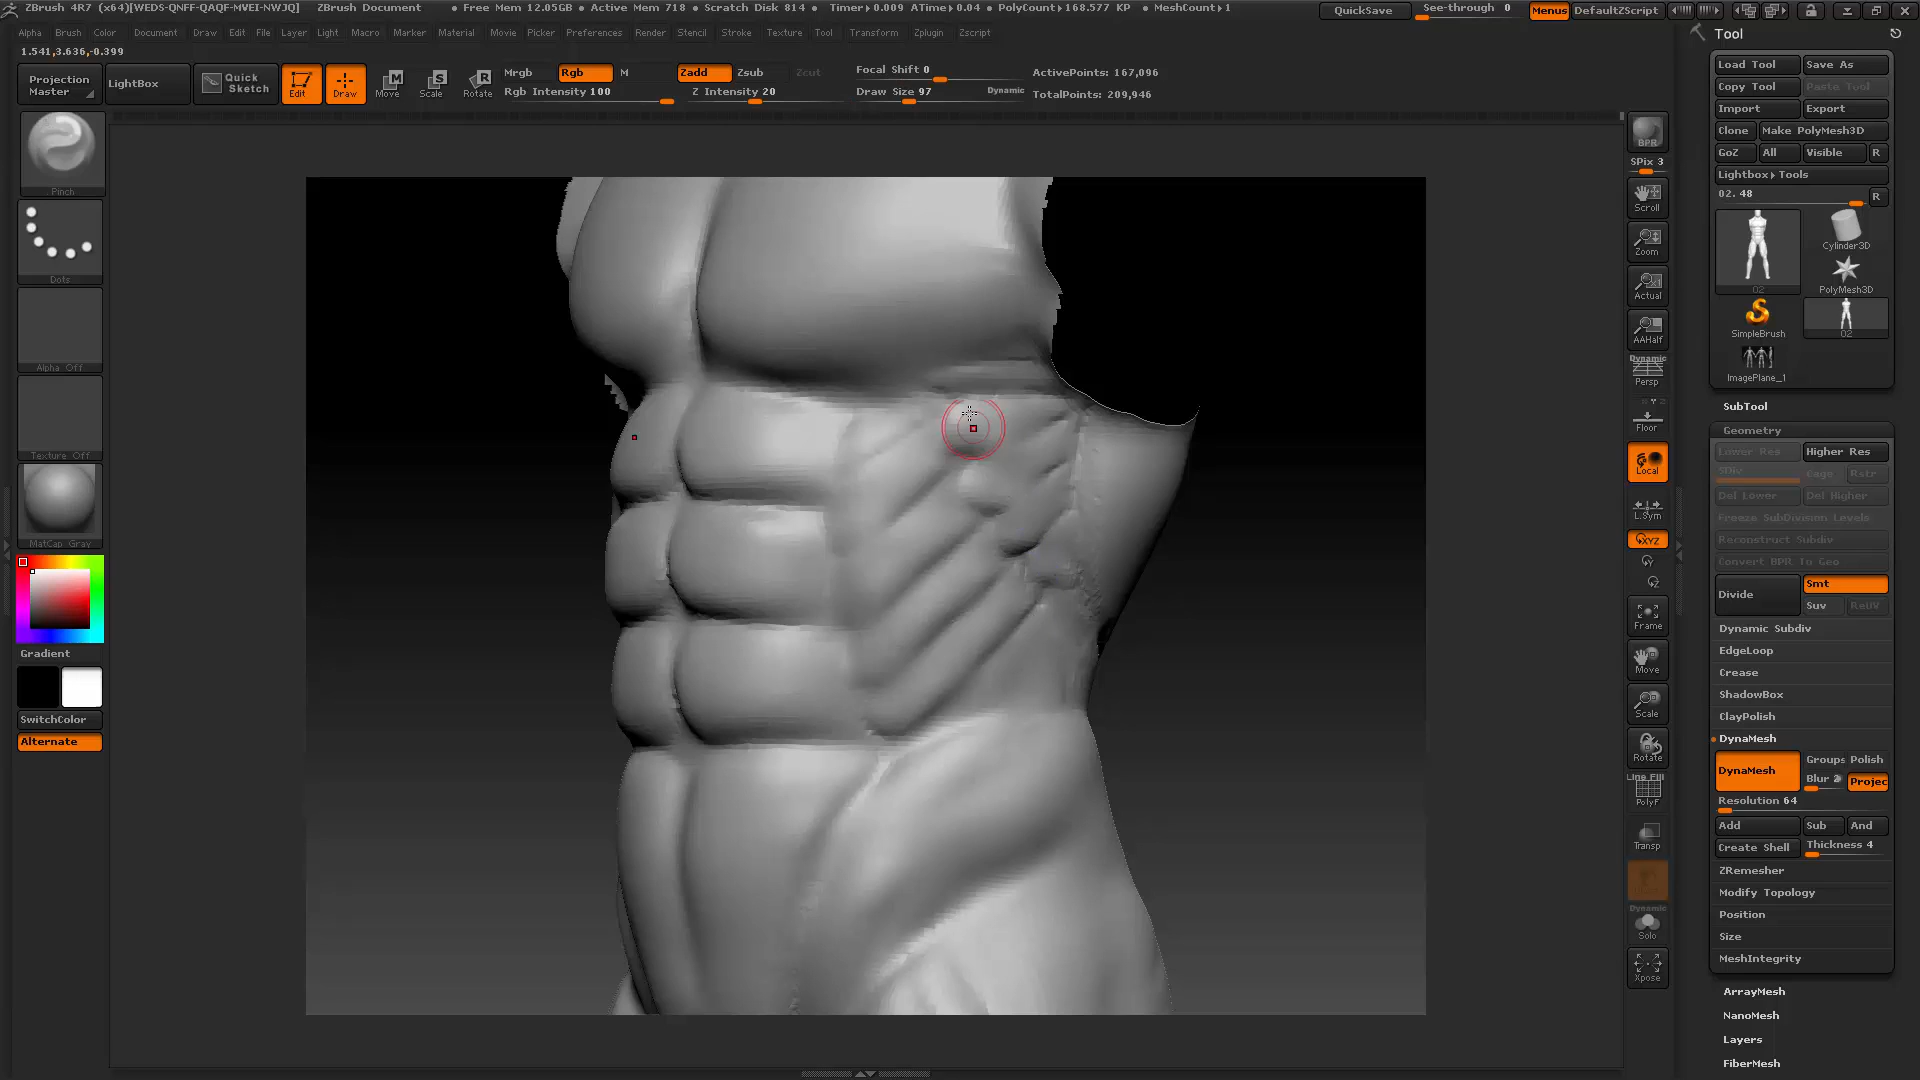 ZBrush 4R7 (x64)[WEDS-QNFF-QAQF-MVEI-NWJQ] ZBrush Document • Free Mem 12.05GB • Active Mem 718 • Scratch Disk 814 • Timer▸0.009 ATime▸0.04 • PolyCount▸168.577 KP • MeshCount▸1 QuickSave See-through 0 Menus DefaultZScript
Alpha Brush Color Document Draw Edit File Layer Light Macro Marker Material Movie Picker Preferences Render Stencil Stroke Texture Tool Transform Zplugin Zscript
1.541,3.636,-0.399
Projection Master
LightBox
Quick Sketch
Edit
Draw
Move
Scale
Rotate
Mrgb Rgb M
Rgb Intensity 100
Zadd Zsub Zcut
Z Intensity 20
Focal Shift 0
Draw Size 97 Dynamic
ActivePoints: 167,096
TotalPoints: 209,946
Pinch
Dots
Alpha Off
Texture Off
MatCap Gray
Gradient
SwitchColor
Alternate
BPR
SPix 3
Scroll
Zoom
Actual
AAHalf
Dynamic
Persp
Floor
Local
L.Sym
XYZ
Frame
Move
Scale
Rotate
Line Fill
PolyF
Transp
Dynamic
Solo
Xpose
Tool
Load Tool Save As
Copy Tool Paste Tool
Import Export
Clone Make PolyMesh3D
GoZ All Visible R
Lightbox▸Tools
02. 48 R
Cylinder3D
PolyMesh3D
02
SimpleBrush
02
ImagePlane_1
SubTool
Geometry
Lower Res Higher Res
SDiv Cage Rstr
Del Lower Del Higher
Freeze SubDivision Levels
Reconstruct Subdiv
Convert BPR To Geo
Divide Smt
Suv ReUV
Dynamic Subdiv
EdgeLoop
Crease
ShadowBox
ClayPolish
DynaMesh
DynaMesh Groups Polish
Blur 2 Projec
Resolution 64
Add Sub And
Create Shell Thickness 4
ZRemesher
Modify Topology
Position
Size
MeshIntegrity
ArrayMesh
NanoMesh
Layers
FiberMesh